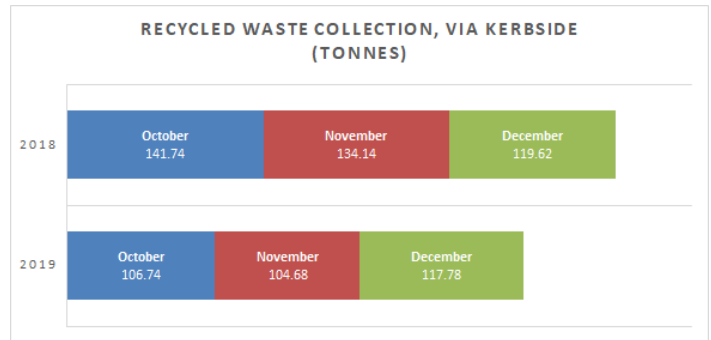 RECYCLED WASTE COLLECTION, VIA KERBSIDE
(TONNES)
2018
October
141.74
November
134.14
December
119.62
2019
October
106.74
November
104.68
December
117.78